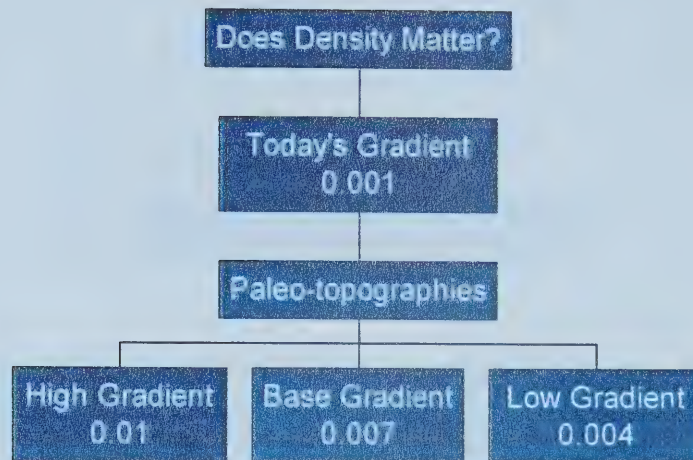 Does Density Matter?
Today's Gradient
0.001
Paleo-topographies
High Gradient
0.01
Base Gradient
0.007
Low Gradient
0.004